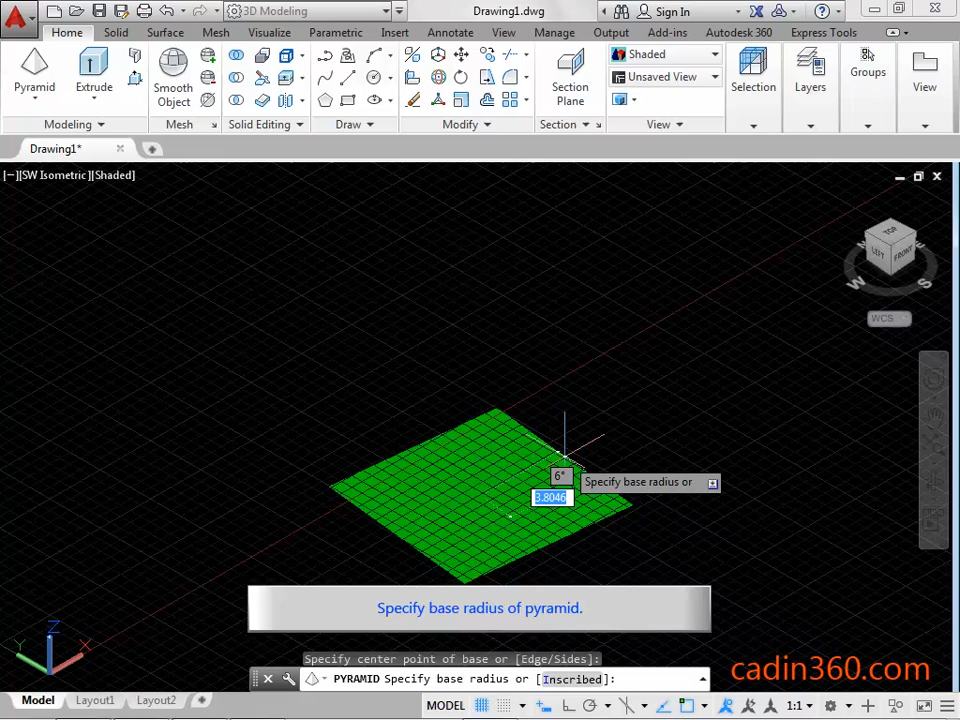 3D Modeling
Drawing1.dwg
Sign In
Home Solid Surface Mesh Visualize Parametric Insert Annotate View Manage Output Add-ins Autodesk 360 Express Tools
Pyramid
Extrude
Smooth
Object
Section
Plane
Shaded
Unsaved View
Selection
Layers
Groups
View
Modeling
Mesh
Solid Editing
Draw
Modify
Section
View
Drawing1*
[−][SW Isometric][Shaded]
TOP
LEFT
FRONT
W
S
WCS
6°
Specify base radius or
3.8046
Specify base radius of pyramid.
Z
Y
X
Specify center point of base or [Edge/Sides]:
PYRAMID Specify base radius or [Inscribed]:
cadin360.com
Model
Layout1
Layout2
MODEL
1:1